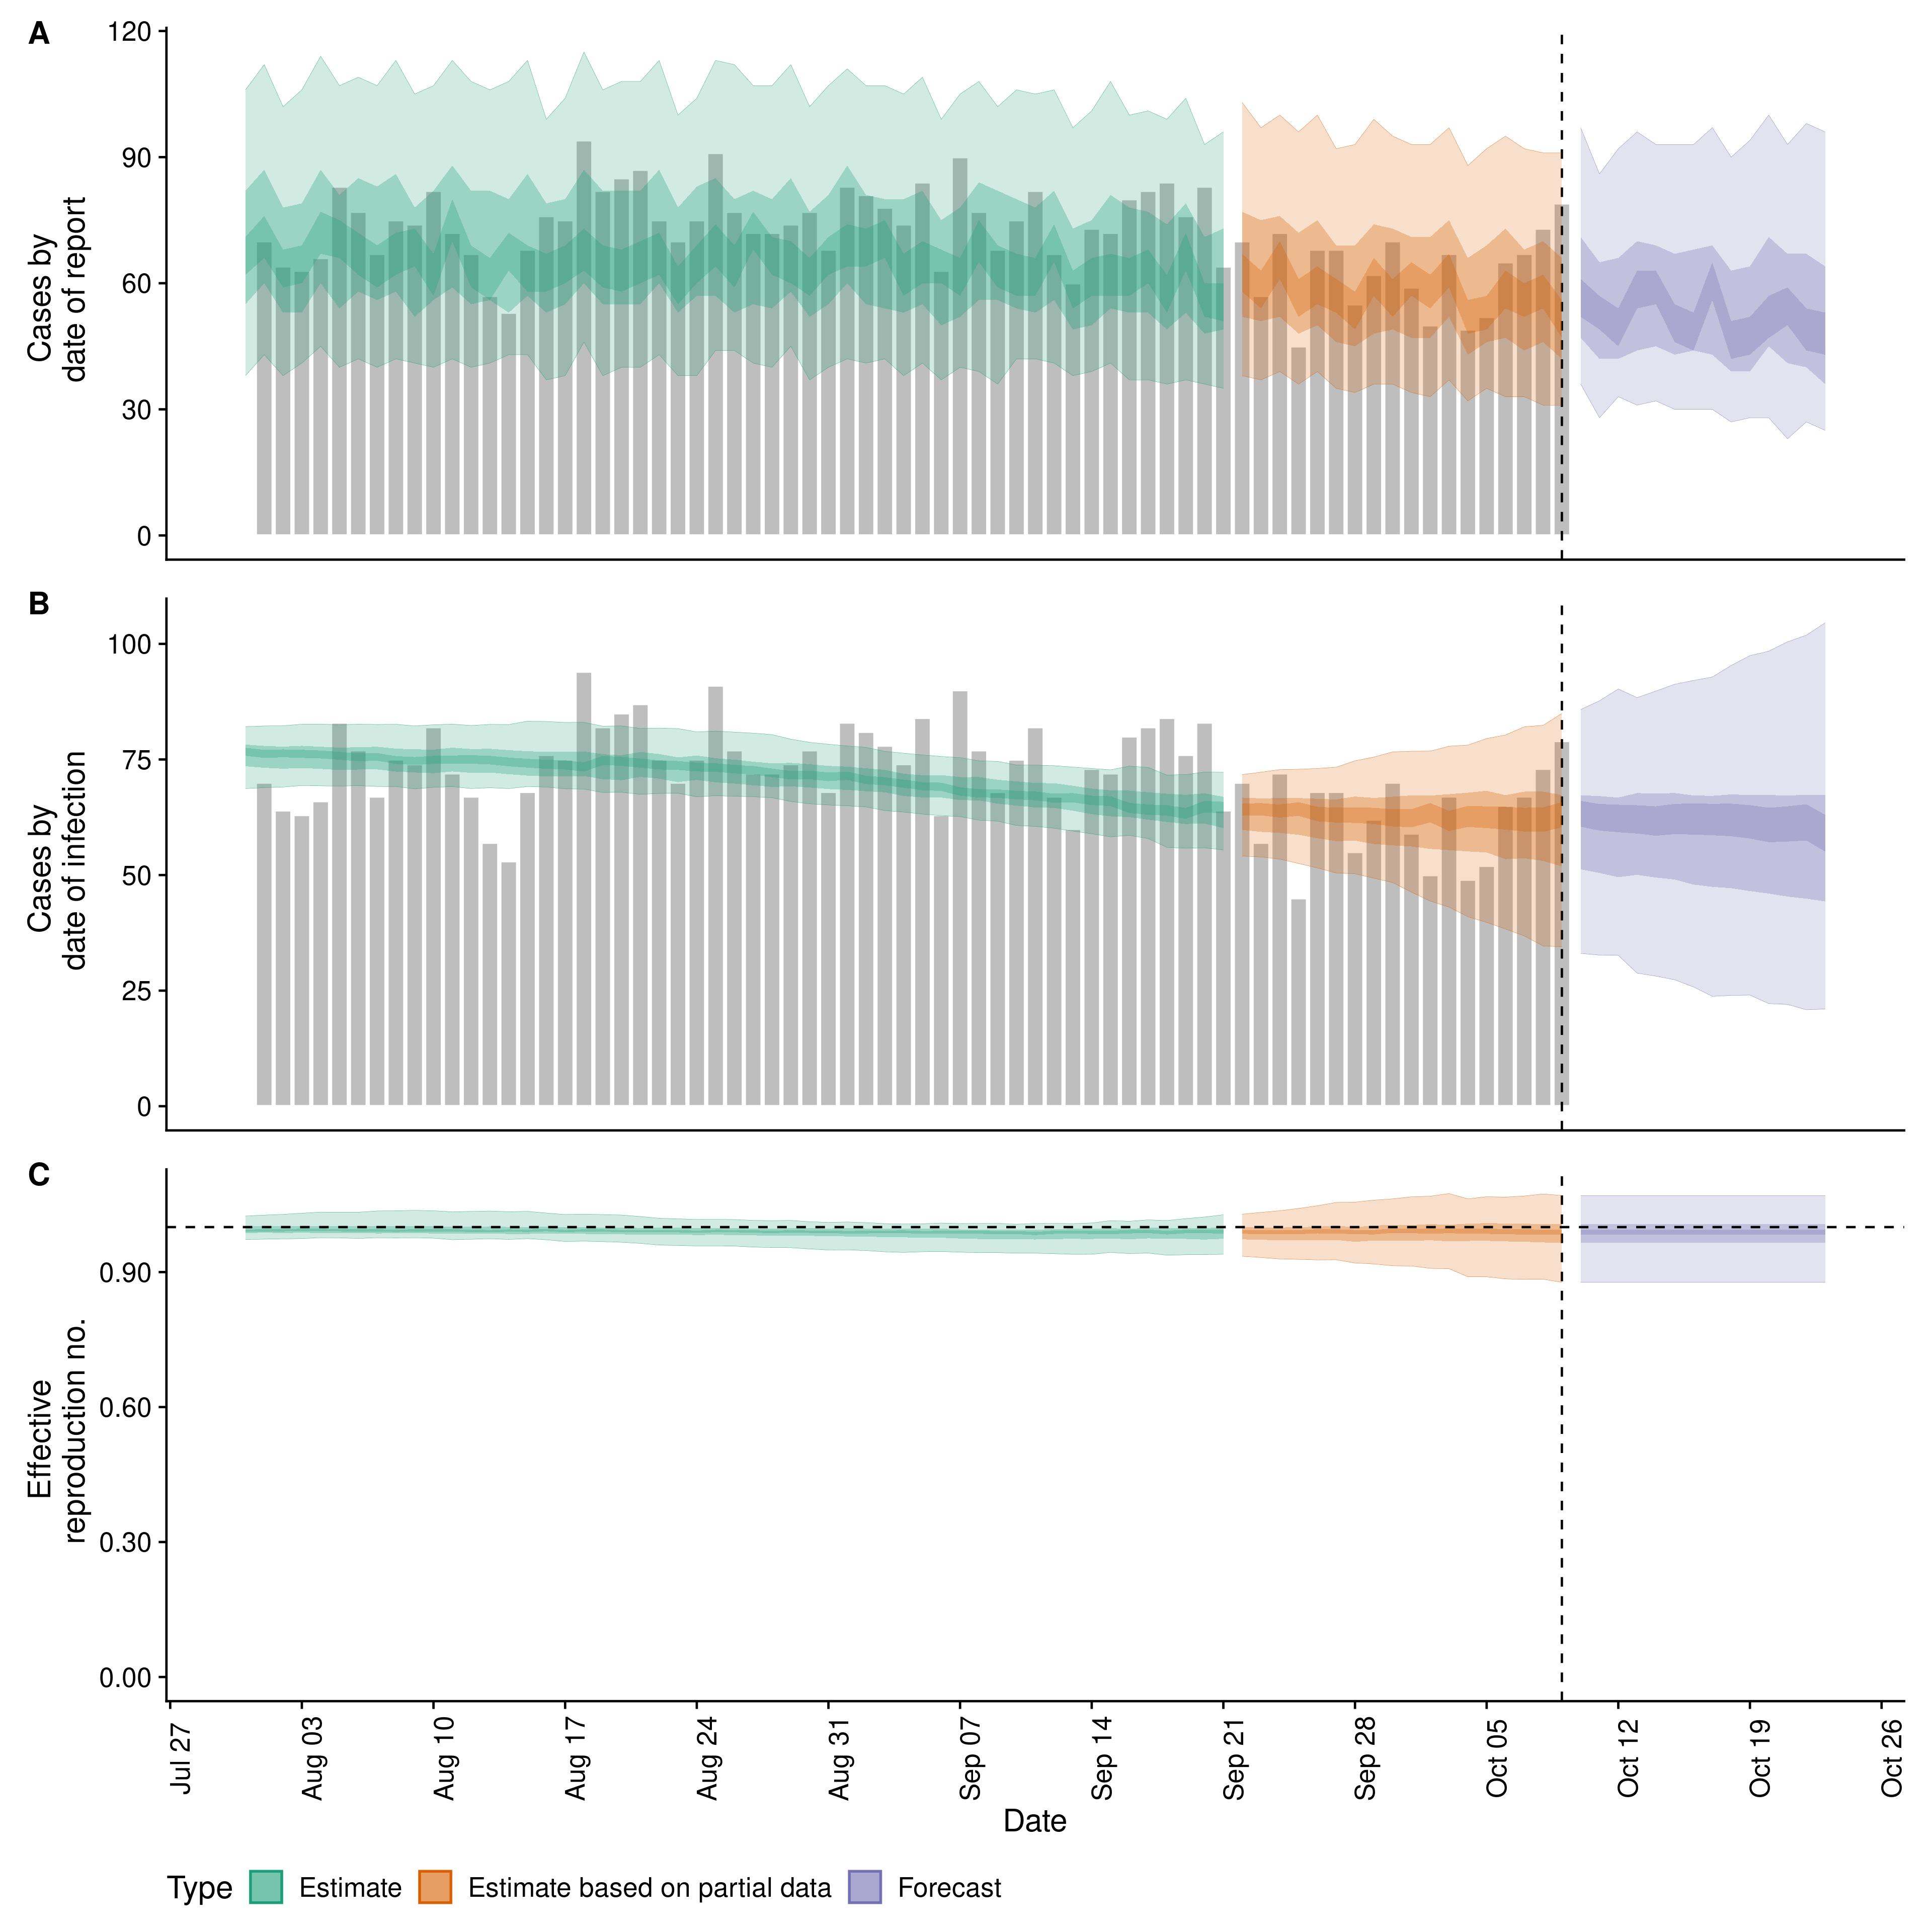 A
Cases by
date of report
120
90
60
30
0
B
Cases by
date of infection
100
75
50
25
0
C
Effective
reproduction no.
0.90
0.60
0.30
0.00
Jul 27
Aug 03
Aug 10
Aug 17
Aug 24
Aug 31
Sep 07
Sep 14
Sep 21
Sep 28
Oct 05
Oct 12
Oct 19
Oct 26
Date
Type Estimate Estimate based on partial data Forecast